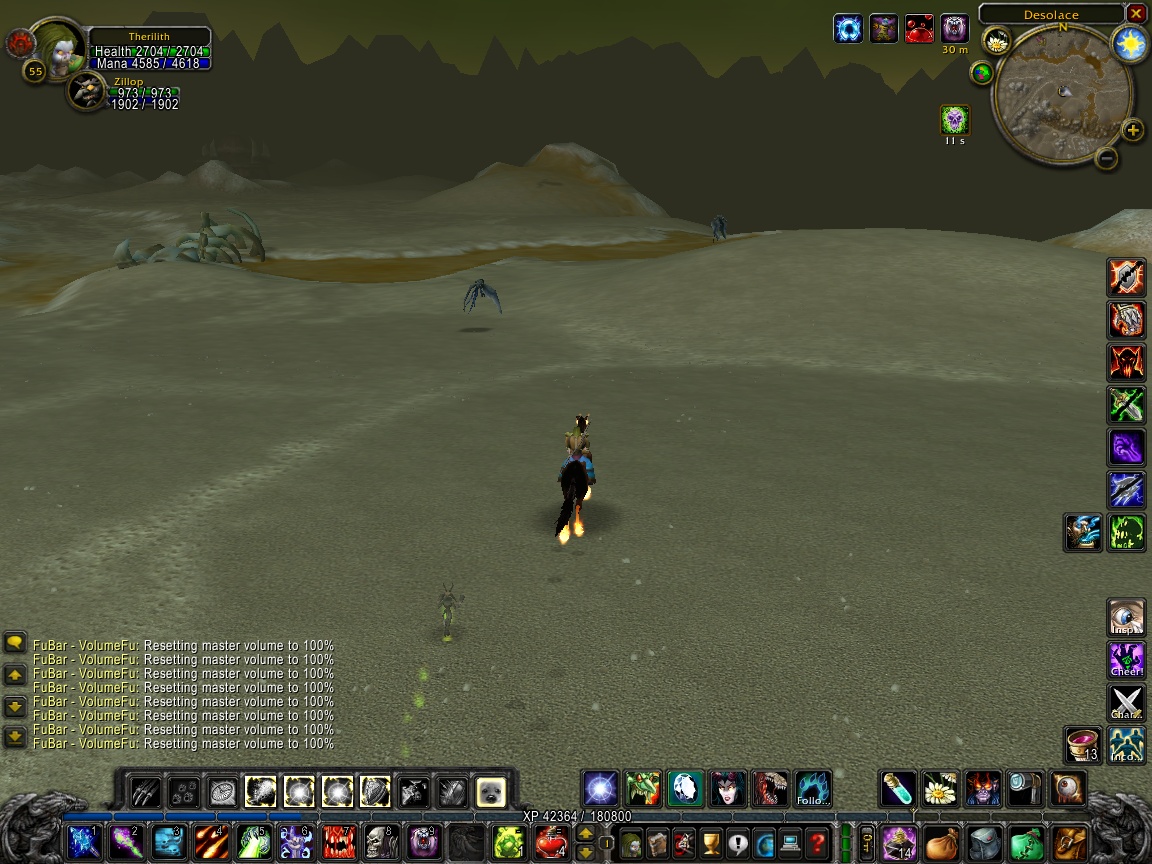 Therilith
Health 2704 / 2704
Mana 4585 / 4618
55
Zillop
973 / 973
1902 / 1902
30 m
Desolace
N
11 s
FuBar - VolumeFu: Resetting master volume to 100%
FuBar - VolumeFu: Resetting master volume to 100%
FuBar - VolumeFu: Resetting master volume to 100%
FuBar - VolumeFu: Resetting master volume to 100%
FuBar - VolumeFu: Resetting master volume to 100%
FuBar - VolumeFu: Resetting master volume to 100%
FuBar - VolumeFu: Resetting master volume to 100%
FuBar - VolumeFu: Resetting master volume to 100%
Insp
Cheer!
Char...
13
Follo...
XP 42364 / 180800
1 2 3 4 5 6 7 8 9
4
1
14